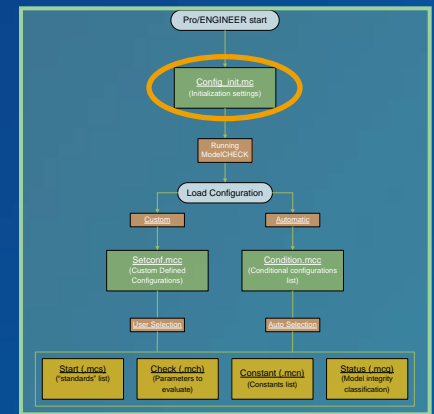 Pro/ENGINEER start
Config_init.mc
(Initialization settings)
Running
ModelCHECK
Load Configuration
Custom
Automatic
Setconf.mcc
(Custom Defined
Configurations)
Condition.mcc
(Conditional configurations
list)
User Selection
Auto Selection
Start (.mcs)
("standards" list)
Check (.mch)
(Parameters to
evaluate)
Constant (.mcn)
(Constants list)
Status (.mcq)
(Model integrity
classification)